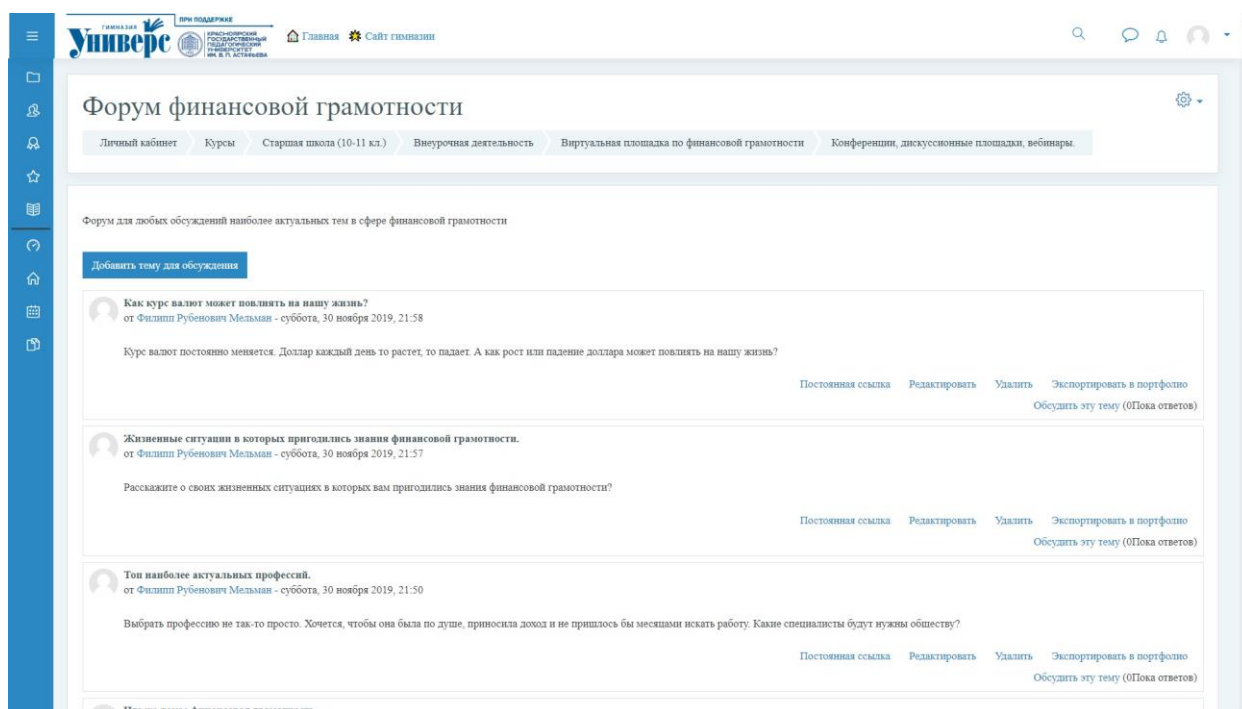 ГИМНАЗИЯ
Универс
ПРИ ПОДДЕРЖКЕ
КРАСНОЯРСКИЙ
ГОСУДАРСТВЕННЫЙ
ПЕДАГОГИЧЕСКИЙ
УНИВЕРСИТЕТ
ИМ. В. П. АСТАФЬЕВА
Главная Сайт гимназии
Форум финансовой грамотности
Личный кабинет Курсы Старшая школа (10-11 кл.) Внеурочная деятельность Виртуальная площадка по финансовой грамотности Конференции, дискуссионные площадки, вебинары.
Форум для любых обсуждений наиболее актуальных тем в сфере финансовой грамотности
Добавить тему для обсуждения
Как курс валют может повлиять на нашу жизнь?
от Филипп Рубенович Мельман - суббота, 30 ноября 2019, 21:58
Курс валют постоянно меняется. Доллар каждый день то растет, то падает. А как рост или падение доллара может повлиять на нашу жизнь?
Постоянная ссылка Редактировать Удалить Экспортировать в портфолио
Обсудить эту тему (0Пока ответов)
Жизненные ситуации в которых пригодились знания финансовой грамотности.
от Филипп Рубенович Мельман - суббота, 30 ноября 2019, 21:57
Расскажите о своих жизненных ситуациях в которых вам пригодились знания финансовой грамотности?
Постоянная ссылка Редактировать Удалить Экспортировать в портфолио
Обсудить эту тему (0Пока ответов)
Топ наиболее актуальных профессий.
от Филипп Рубенович Мельман - суббота, 30 ноября 2019, 21:50
Выбрать профессию не так-то просто. Хочется, чтобы она была по душе, приносила доход и не пришлось бы месяцами искать работу. Какие специалисты будут нужны обществу?
Постоянная ссылка Редактировать Удалить Экспортировать в портфолио
Обсудить эту тему (0Пока ответов)